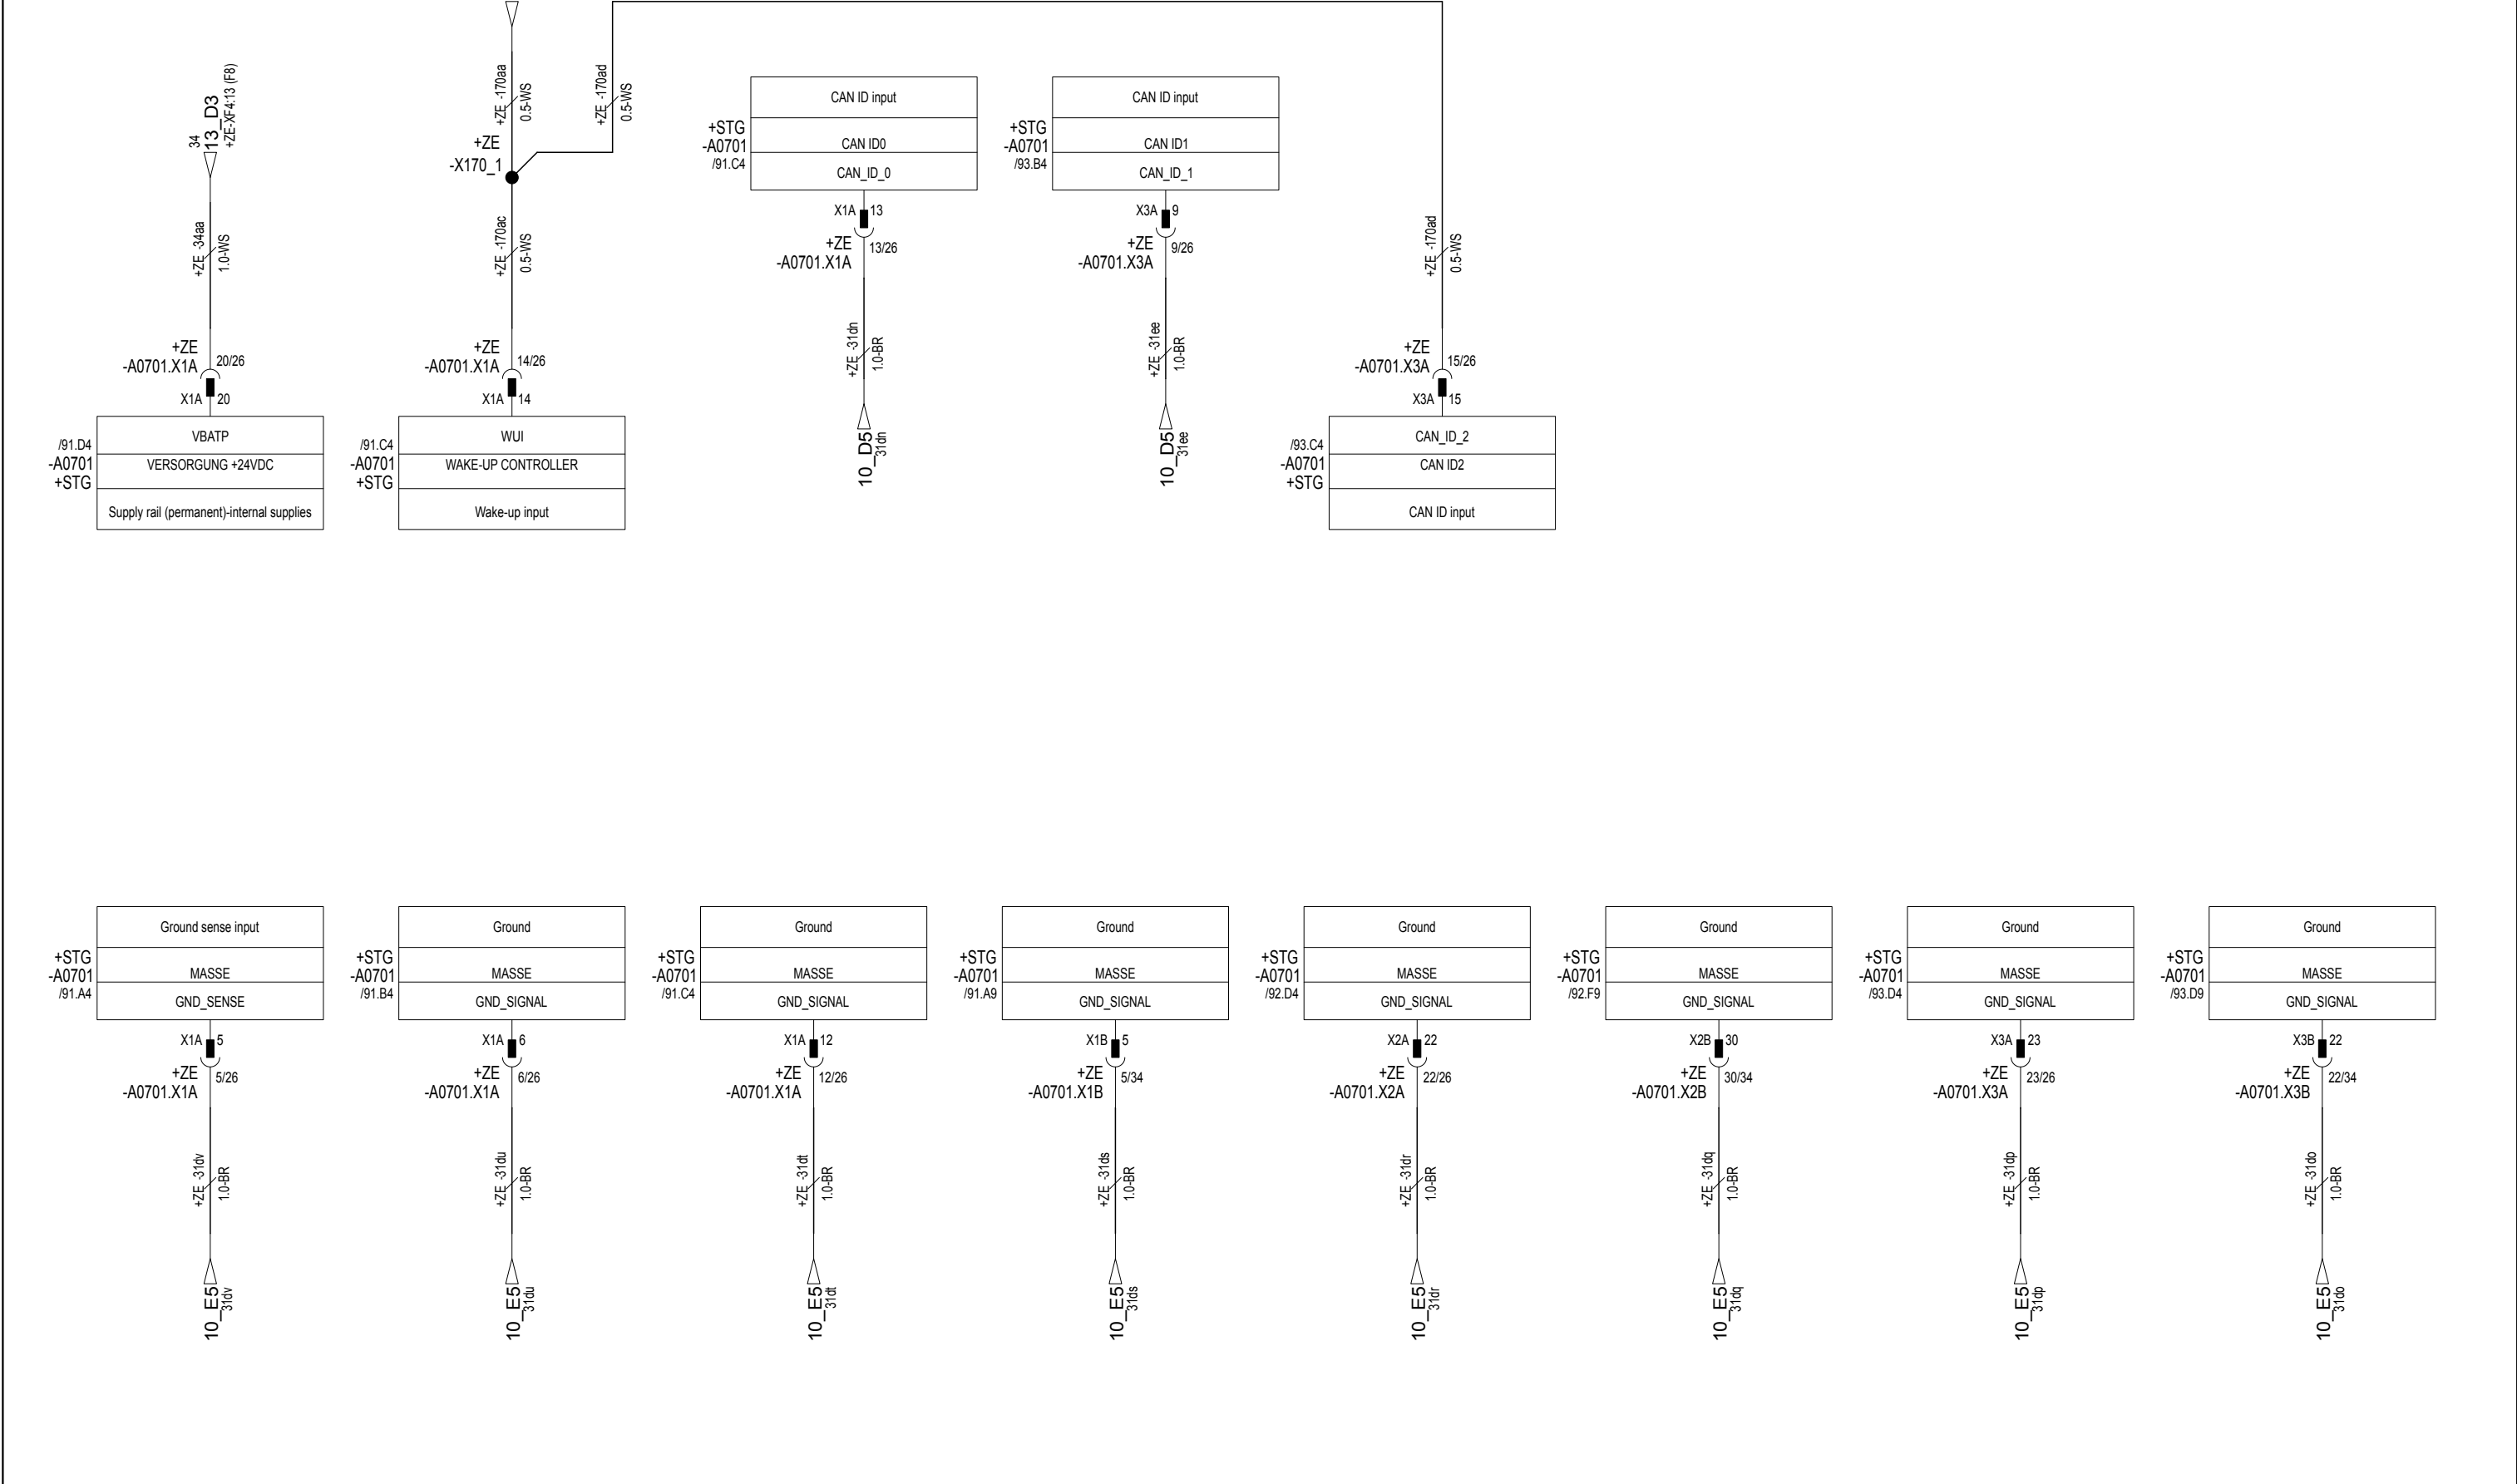 34
13_D3
+ZE-XF4:13 (F8)
+ZE -34aa
1.0-WS
+ZE
-A0701.X1A
20/26
X1A
20
VBATP
VERSORGUNG +24VDC
Supply rail (permanent)-internal supplies
/91.D4
-A0701
+STG
+ZE -170aa
0.5-WS
+ZE
-X170_1
+ZE -170ac
0.5-WS
+ZE
-A0701.X1A
14/26
X1A
14
WUI
WAKE-UP CONTROLLER
Wake-up input
/91.C4
-A0701
+STG
+ZE -170ad
0.5-WS
CAN ID input
CAN ID0
CAN_ID_0
+STG
-A0701
/91.C4
X1A
13
+ZE
-A0701.X1A
13/26
+ZE -31dn
1.0-BR
10_D5
31dn
CAN ID input
CAN ID1
CAN_ID_1
+STG
-A0701
/93.B4
X3A
9
+ZE
-A0701.X3A
9/26
+ZE -31ee
1.0-BR
10_D5
31ee
+ZE -170ad
0.5-WS
+ZE
-A0701.X3A
15/26
X3A
15
CAN_ID_2
CAN ID2
CAN ID input
/93.C4
-A0701
+STG
Ground sense input
MASSE
GND_SENSE
+STG
-A0701
/91.A4
X1A
5
+ZE
-A0701.X1A
5/26
+ZE -31dv
1.0-BR
10_E5
31dv
Ground
MASSE
GND_SIGNAL
+STG
-A0701
/91.B4
X1A
6
+ZE
-A0701.X1A
6/26
+ZE -31du
1.0-BR
10_E5
31du
Ground
MASSE
GND_SIGNAL
+STG
-A0701
/91.C4
X1A
12
+ZE
-A0701.X1A
12/26
+ZE -31dt
1.0-BR
10_E5
31dt
Ground
MASSE
GND_SIGNAL
+STG
-A0701
/91.A9
X1B
5
+ZE
-A0701.X1B
5/34
+ZE -31ds
1.0-BR
10_E5
31ds
Ground
MASSE
GND_SIGNAL
+STG
-A0701
/92.D4
X2A
22
+ZE
-A0701.X2A
22/26
+ZE -31dr
1.0-BR
10_E5
31dr
Ground
MASSE
GND_SIGNAL
+STG
-A0701
/92.F9
X2B
30
+ZE
-A0701.X2B
30/34
+ZE -31dq
1.0-BR
10_E5
31dq
Ground
MASSE
GND_SIGNAL
+STG
-A0701
/93.D4
X3A
23
+ZE
-A0701.X3A
23/26
+ZE -31dp
1.0-BR
10_E5
31dp
Ground
MASSE
GND_SIGNAL
+STG
-A0701
/93.D9
X3B
22
+ZE
-A0701.X3B
22/34
+ZE -31do
1.0-BR
10_E5
31do